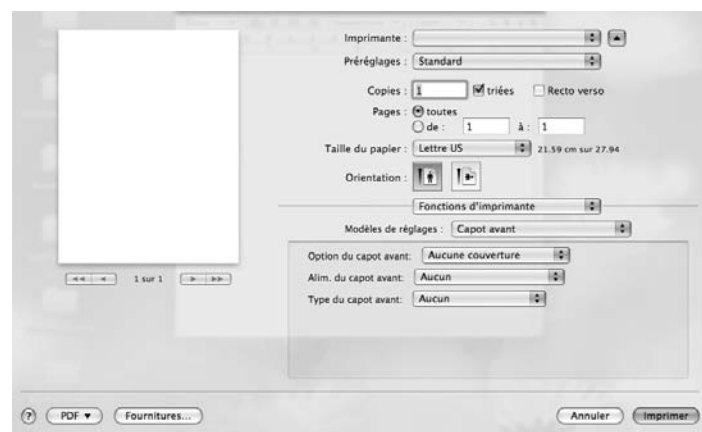 Imprimante :
Préréglages : Standard
Copies : 1 triées Recto verso
Pages : toutes
de : 1 à : 1
Taille du papier : Lettre US 21.59 cm sur 27.94
Orientation :
Fonctions d'imprimante
Modèles de réglages : Capot avant
Option du capot avant: Aucune couverture
Alim. du capot avant: Aucun
Type du capot avant: Aucun
1 sur 1
? PDF ▼ Fournitures... Annuler Imprimer